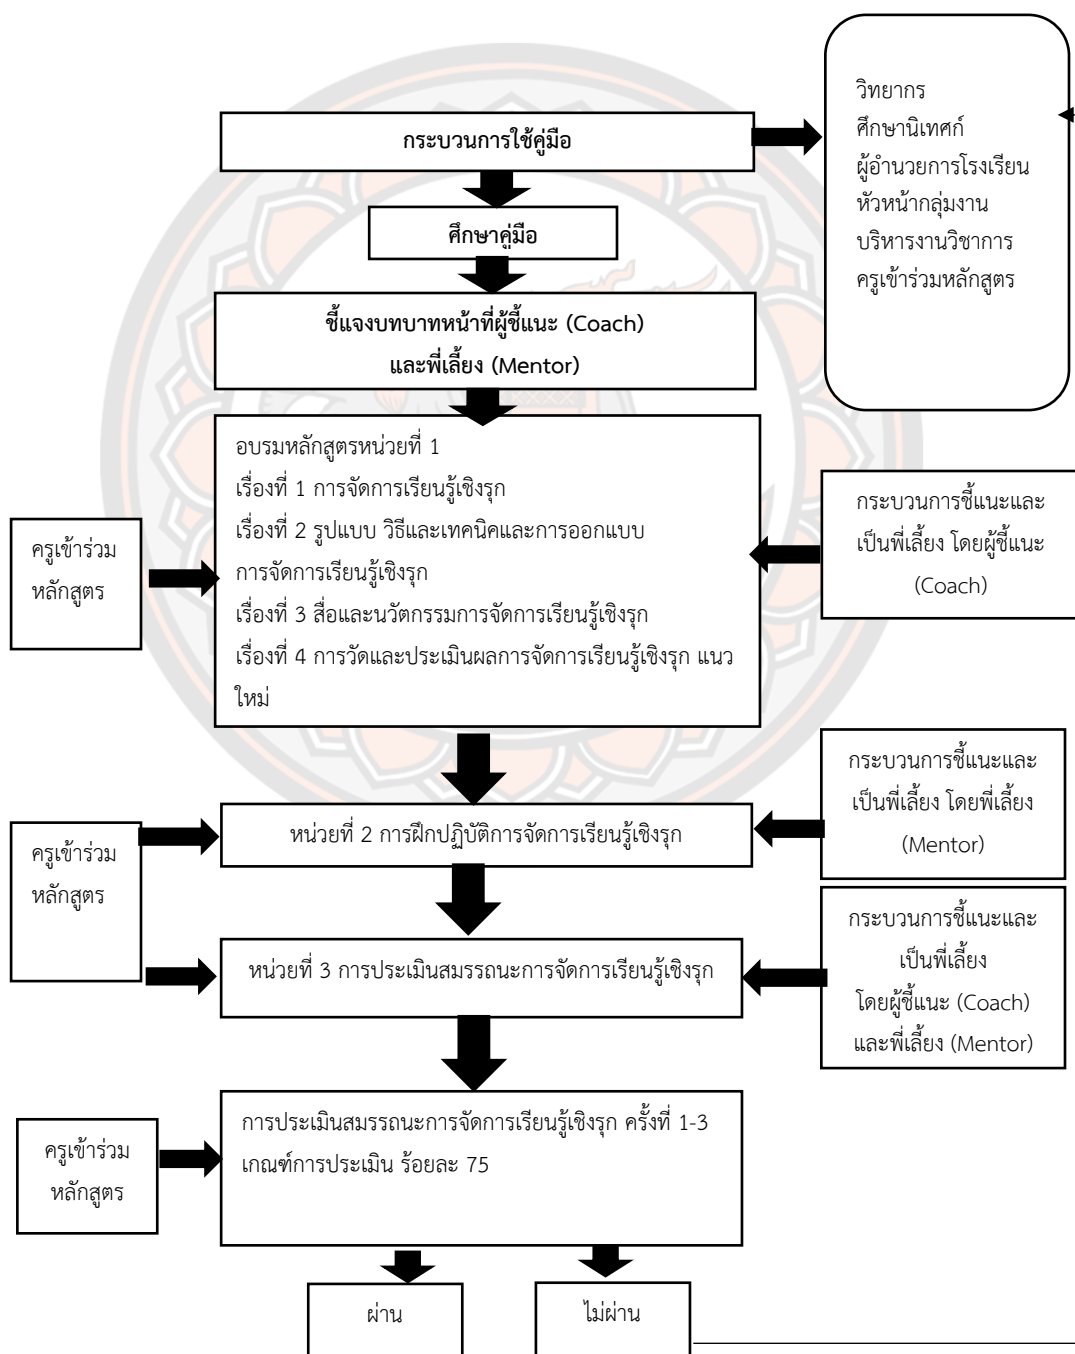 กระบวนการใช้คู่มือ
วิทยากร
ศึกษานิเทศก์
ผู้อำนวยการโรงเรียน
หัวหน้ากลุ่มงาน
บริหารงานวิชาการ
ครูเข้าร่วมหลักสูตร
ศึกษาคู่มือ
ชี้แจงบทบาทหน้าที่ผู้ชี้แนะ (Coach)
และพี่เลี้ยง (Mentor)
อบรมหลักสูตรหน่วยที่ 1
เรื่องที่ 1 การจัดการเรียนรู้เชิงรุก
เรื่องที่ 2 รูปแบบ วิธีและเทคนิคและการออกแบบ
การจัดการเรียนรู้เชิงรุก
เรื่องที่ 3 สื่อและนวัตกรรมการจัดการเรียนรู้เชิงรุก
เรื่องที่ 4 การวัดและประเมินผลการจัดการเรียนรู้เชิงรุก แนว
ใหม่
ครูเข้าร่วม
หลักสูตร
กระบวนการชี้แนะและ
เป็นพี่เลี้ยง โดยผู้ชี้แนะ
(Coach)
หน่วยที่ 2 การฝึกปฏิบัติการจัดการเรียนรู้เชิงรุก
กระบวนการชี้แนะและ
เป็นพี่เลี้ยง โดยพี่เลี้ยง
(Mentor)
ครูเข้าร่วม
หลักสูตร
หน่วยที่ 3 การประเมินสมรรถนะการจัดการเรียนรู้เชิงรุก
กระบวนการชี้แนะและ
เป็นพี่เลี้ยง
โดยผู้ชี้แนะ (Coach)
และพี่เลี้ยง (Mentor)
การประเมินสมรรถนะการจัดการเรียนรู้เชิงรุก ครั้งที่ 1-3
เกณฑ์การประเมิน ร้อยละ 75
ครูเข้าร่วม
หลักสูตร
ผ่าน
ไม่ผ่าน